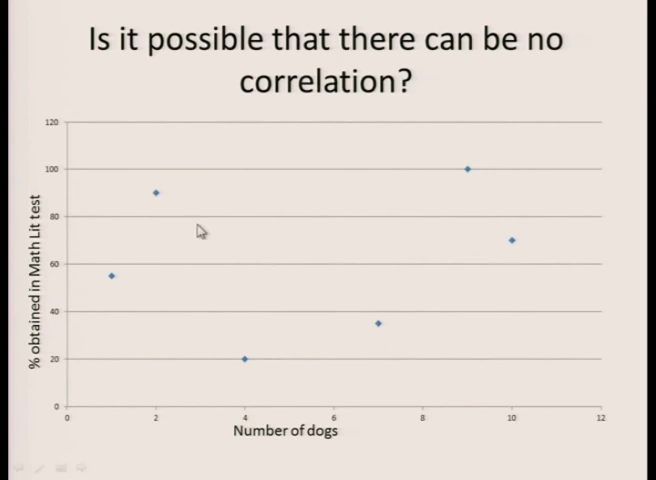 Is it possible that there can be no
correlation?
120
100
80
60
40
20
0
% obtained in Math Lit test
0 2 4 6 8 10 12
Number of dogs